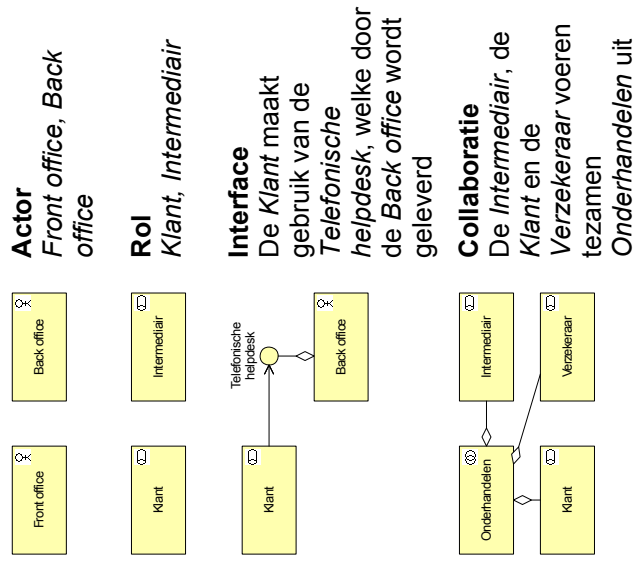 Front office
Back office
Actor
Front office, Back
office
Klant
Intermediair
Rol
Klant, Intermediair
Klant
Telefonische
helpdesk
Back office
Interface
De Klant maakt
gebruik van de
Telefonische
helpdesk, welke door
de Back office wordt
geleverd
Onderhandelen
Intermediair
Klant
Verzekeraar
Collaboratie
De Intermediair, de
Klant en de
Verzekeraar voeren
tezamen
Onderhandelen uit